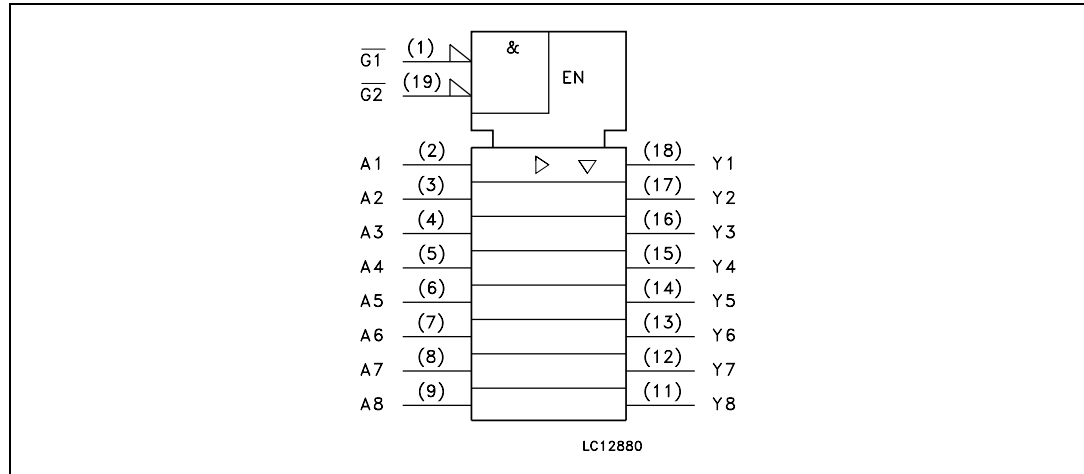 G1 (1) &
G2 (19) EN
A1 (2) (18) Y1
A2 (3) (17) Y2
A3 (4) (16) Y3
A4 (5) (15) Y4
A5 (6) (14) Y5
A6 (7) (13) Y6
A7 (8) (12) Y7
A8 (9) (11) Y8
LC12880